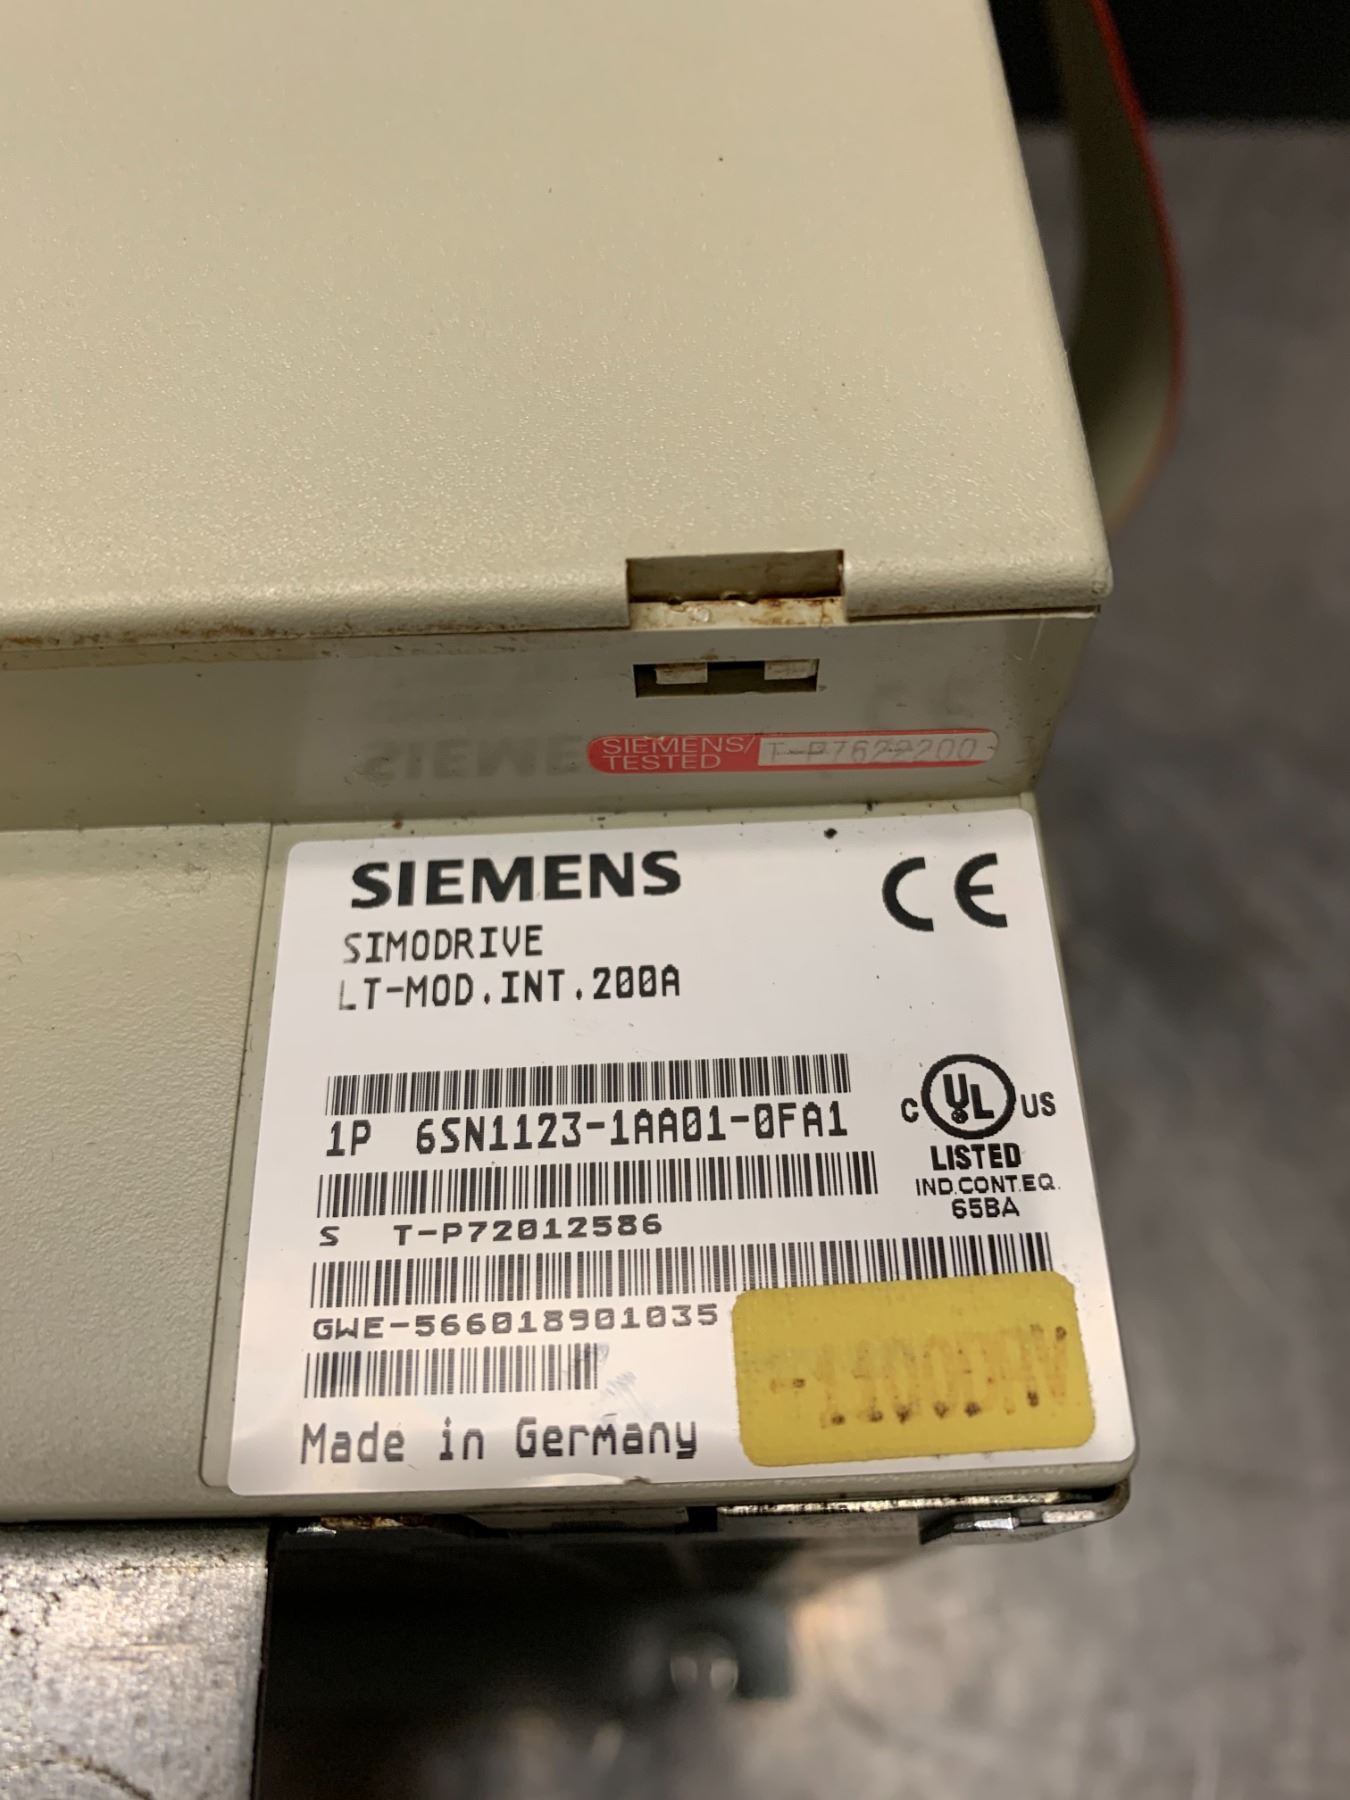 SIEMENS/
TESTED
T-P7622200
SIEMENS
CE
SIMODRIVE
LT-MOD.INT.200A
1P 6SN1123-1AA01-0FA1
C UL US
LISTED
IND.CONT.EQ.
65BA
S T-P72012586
GWE-566018901035
Made in Germany